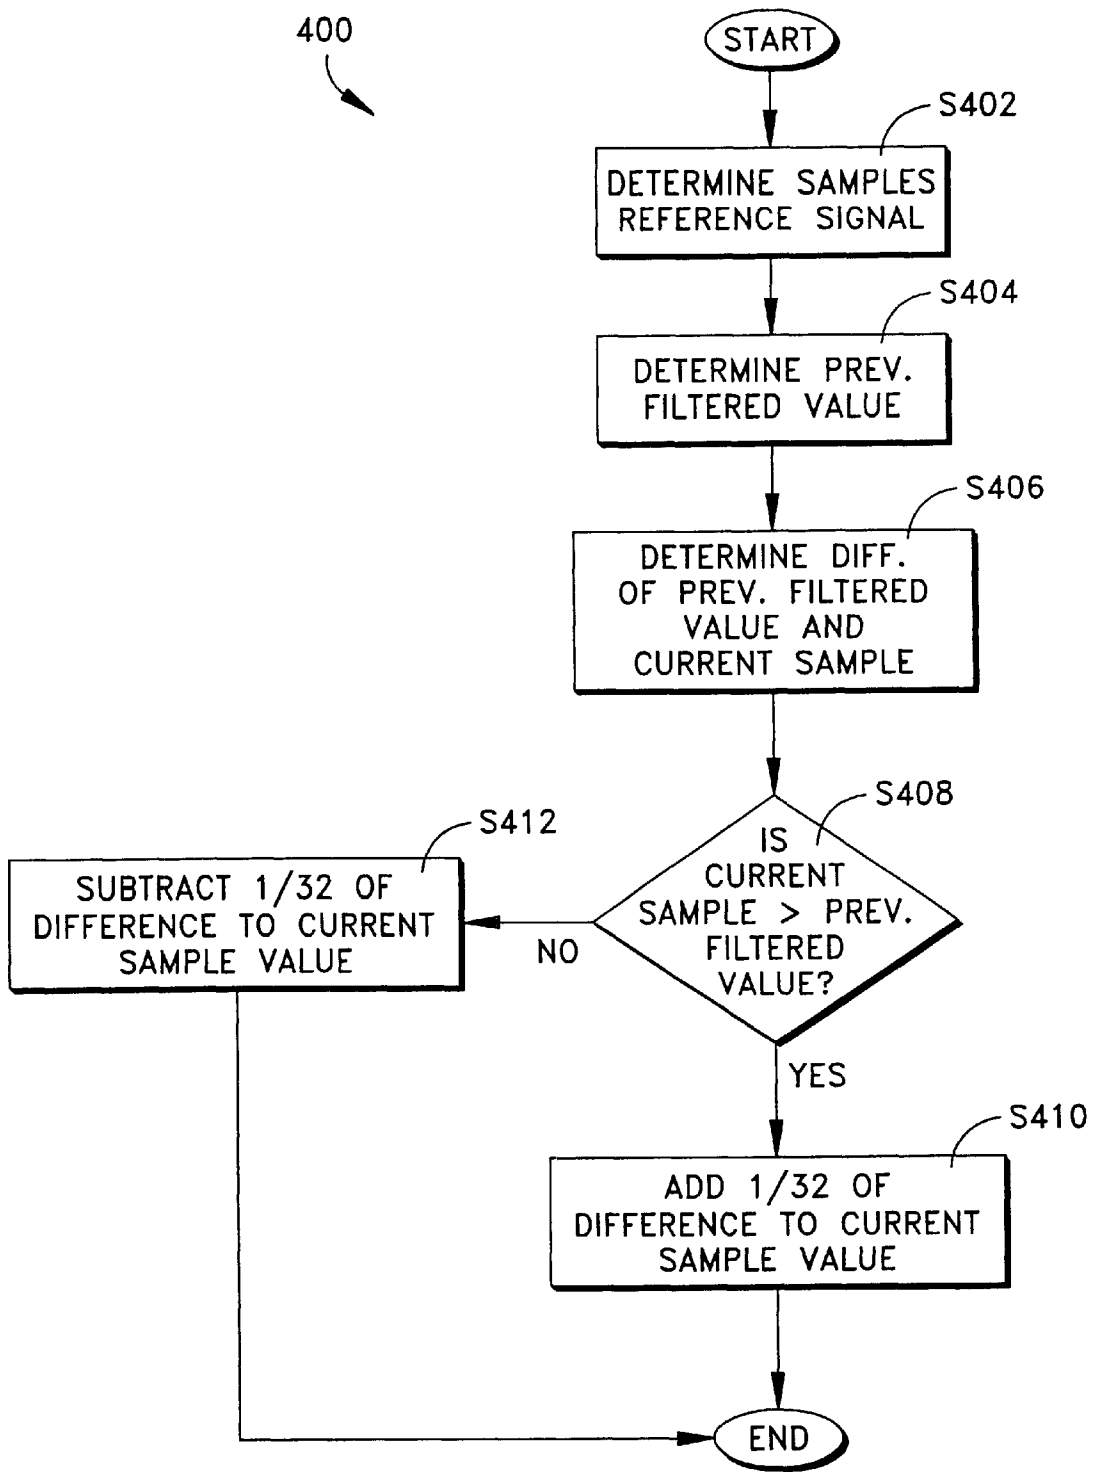 400
START
S402
DETERMINE SAMPLES
REFERENCE SIGNAL
S404
DETERMINE PREV.
FILTERED VALUE
S406
DETERMINE DIFF.
OF PREV. FILTERED
VALUE AND
CURRENT SAMPLE
S408
IS
CURRENT
SAMPLE > PREV.
FILTERED
VALUE?
NO
S412
SUBTRACT 1/32 OF
DIFFERENCE TO CURRENT
SAMPLE VALUE
YES
S410
ADD 1/32 OF
DIFFERENCE TO CURRENT
SAMPLE VALUE
END